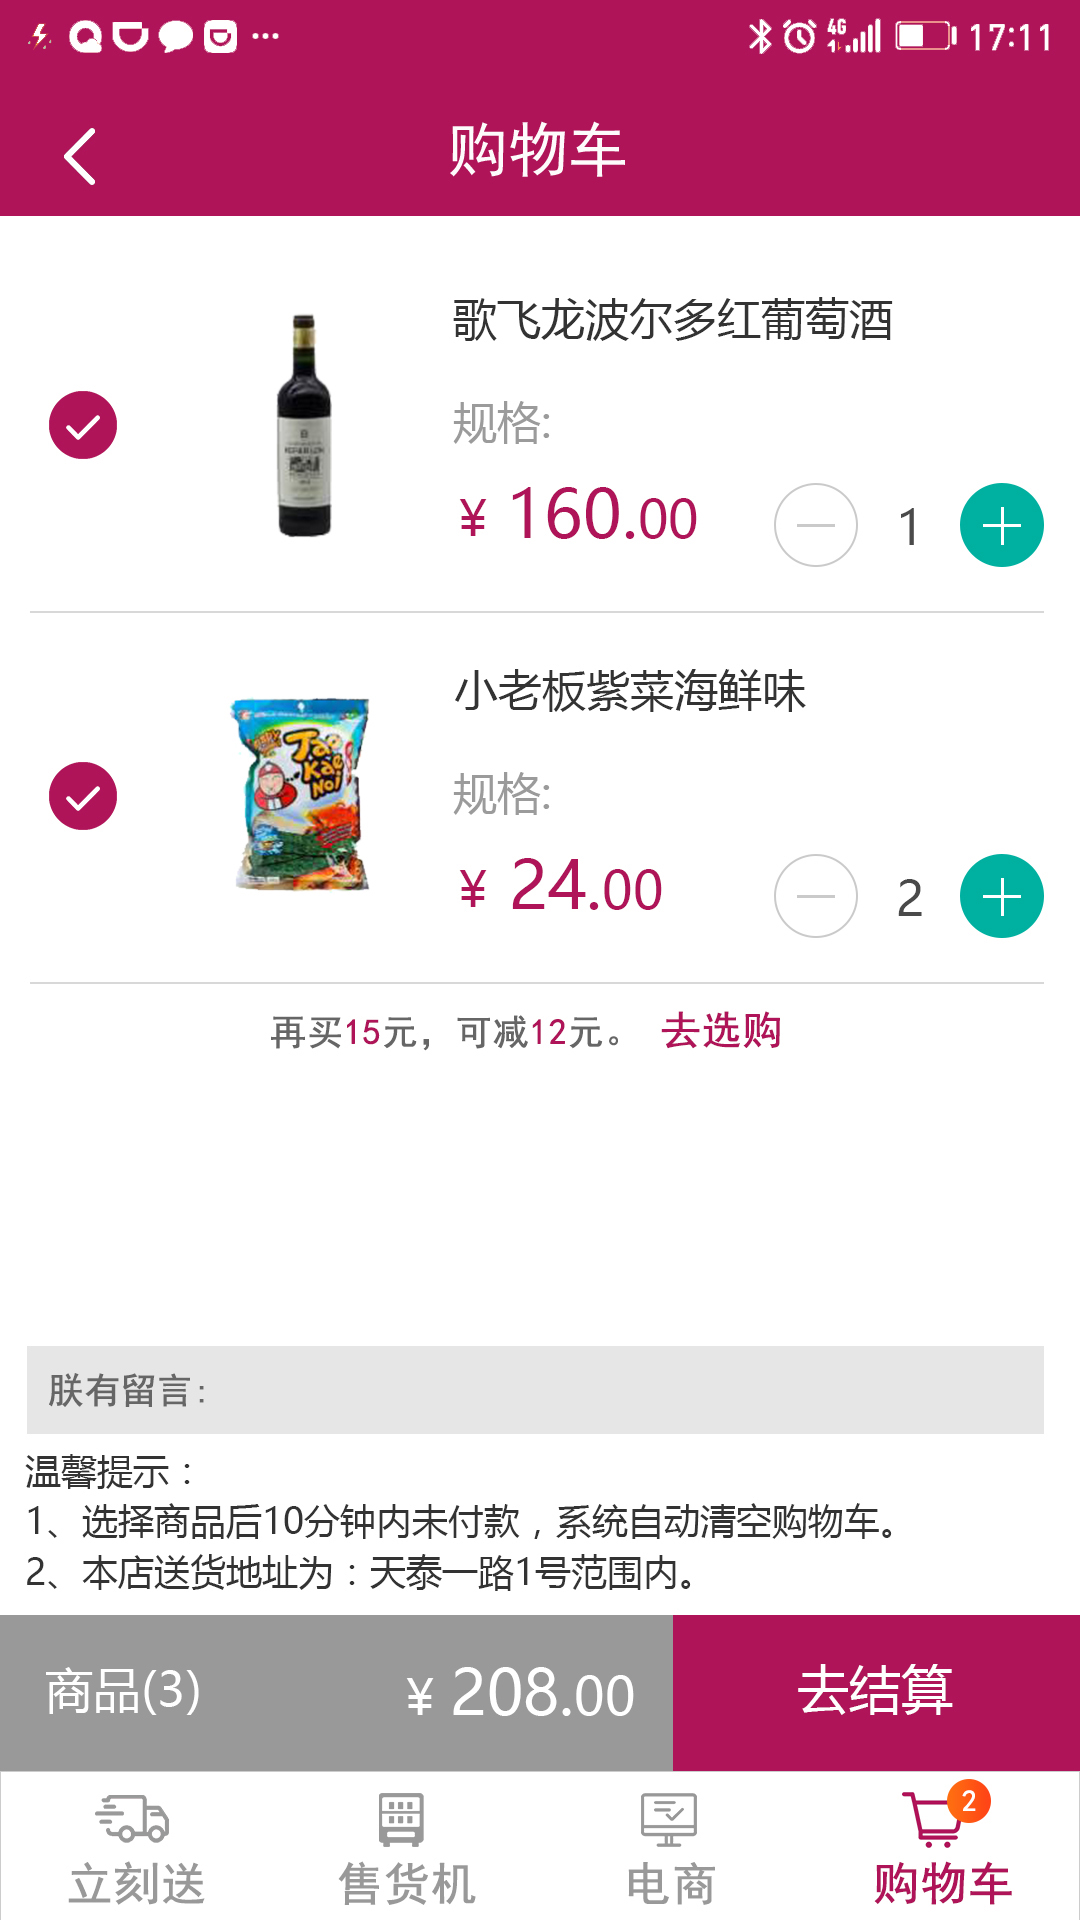 4G 17:11
购物车
歌飞龙波尔多红葡萄酒
规格:
¥ 160.00 1
Tao Kae Noi
小老板紫菜海鲜味
规格:
¥ 24.00 2
再买15元，可减12元。 去选购
朕有留言:
温馨提示：
1、选择商品后10分钟内未付款，系统自动清空购物车。
2、本店送货地址为：天泰一路1号范围内。
商品(3) ¥ 208.00 去结算
2
立刻送 售货机 电商 购物车